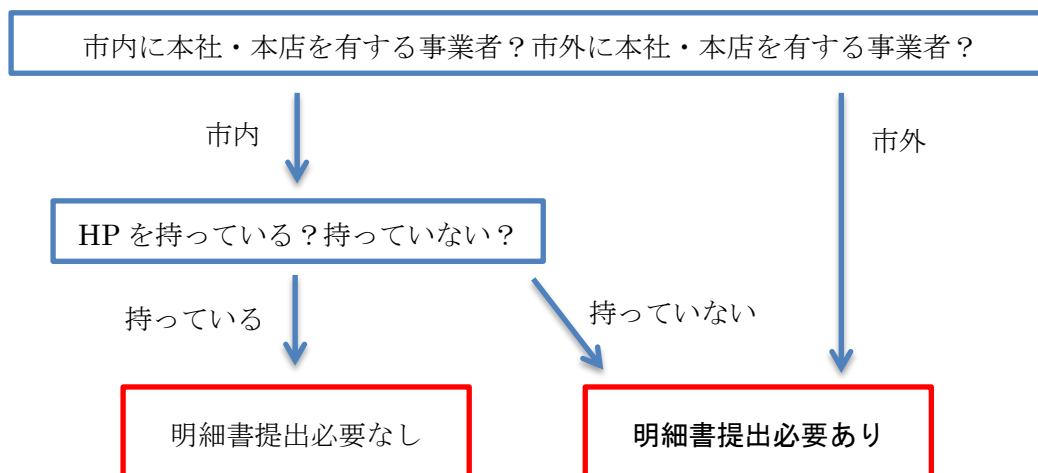 市内に本社・本店を有する事業者？市外に本社・本店を有する事業者？
市内
市外
HP を持っている？持っていない？
持っている
持っていない
明細書提出必要なし
明細書提出必要あり